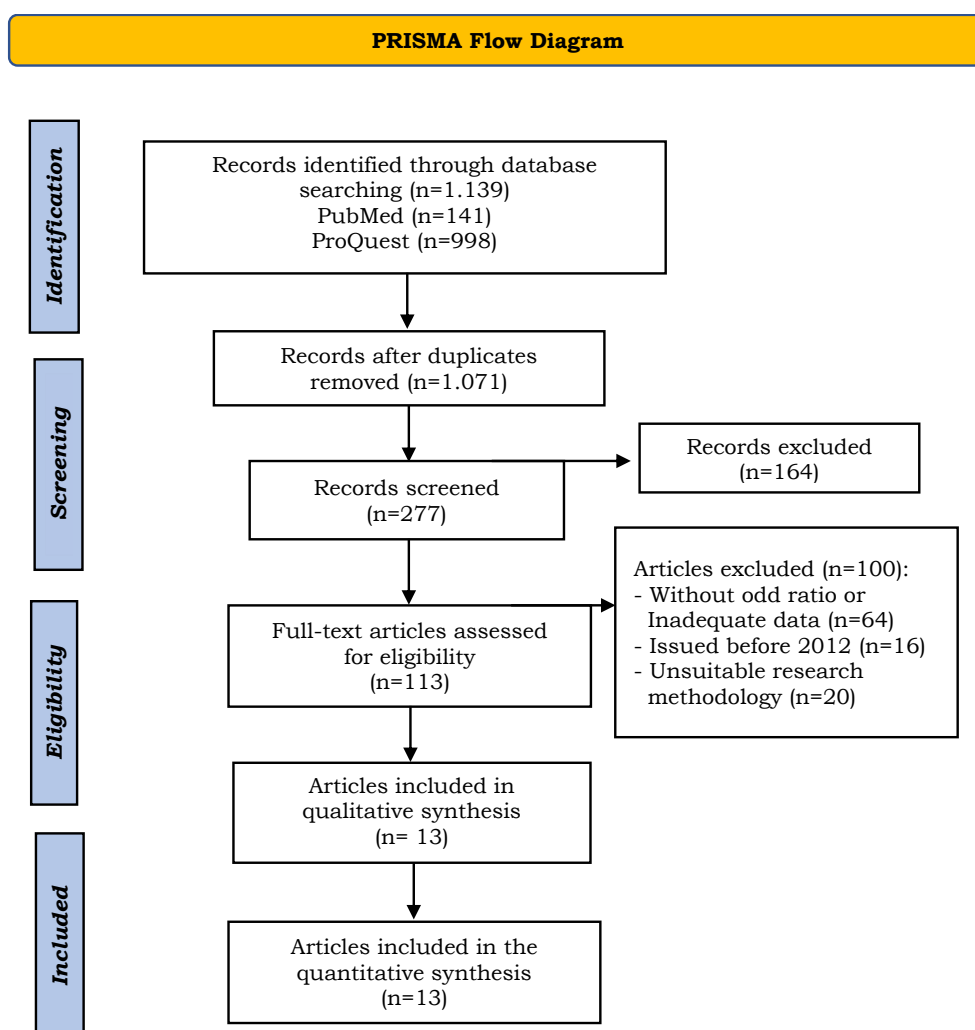 PRISMA Flow Diagram
Identification
Records identified through database
searching (n=1.139)
PubMed (n=141)
ProQuest (n=998)
Screening
Records after duplicates
removed (n=1.071)
Records screened
(n=277)
Records excluded
(n=164)
Eligibility
Full-text articles assessed
for eligibility
(n=113)
Articles excluded (n=100):
- Without odd ratio or
Inadequate data (n=64)
- Issued before 2012 (n=16)
- Unsuitable research
methodology (n=20)
Articles included in
qualitative synthesis
(n= 13)
Included
Articles included in the
quantitative synthesis
(n=13)